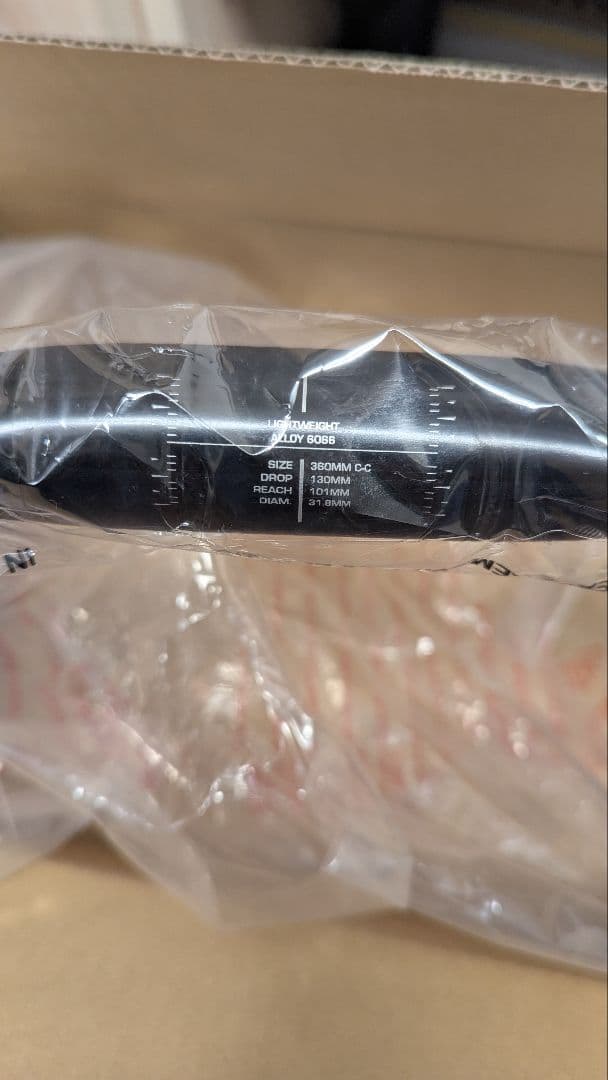 LIGHTWEIGHT
ALLOY 6066
SIZE 360MM C-C
DROP 130MM
REACH 101MM
DIAM. 31.8MM